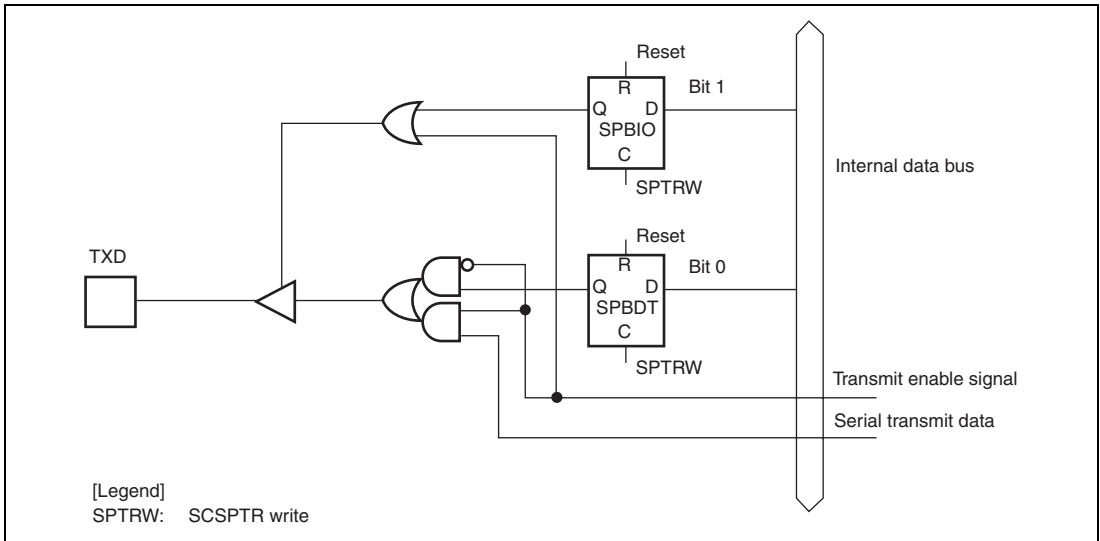 Reset
R
Bit 1
Q D
SPBIO
C
SPTRW
Internal data bus
Reset
TXD
R
Bit 0
Q D
SPBDT
C
SPTRW
Transmit enable signal
Serial transmit data
[Legend]
SPTRW: SCSPTR write